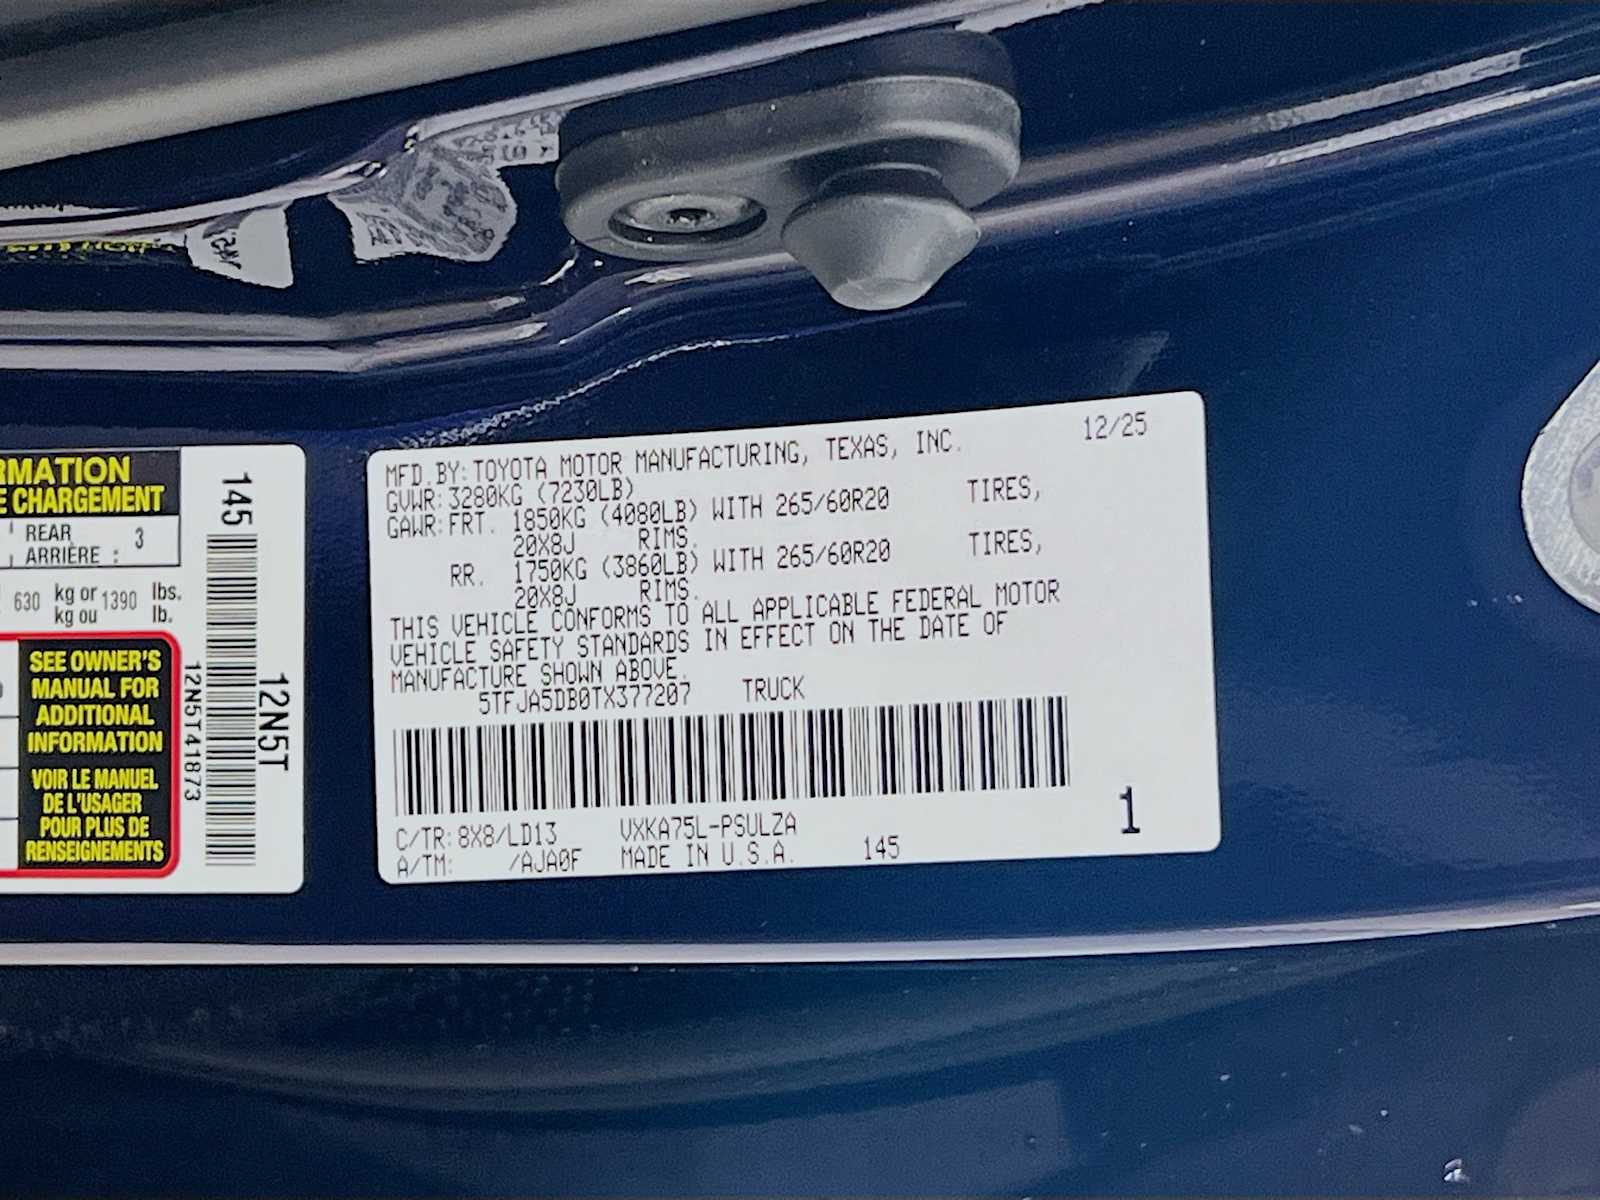 RMATION
E CHARGEMENT
REAR
ARRIÈRE : 3
630 kg or 1390 lbs.
kg ou lb.
SEE OWNER'S
MANUAL FOR
ADDITIONAL
INFORMATION
VOIR LE MANUEL
DE L'USAGER
POUR PLUS DE
RENSEIGNEMENTS
145
12N5T41873
12N5T
MFD. BY: TOYOTA MOTOR MANUFACTURING, TEXAS, INC. 12/25
GVWR: 3280KG (7230LB)
GAWR: FRT. 1850KG (4080LB) WITH 265/60R20 TIRES,
20X8J RIMS.
RR. 1750KG (3860LB) WITH 265/60R20 TIRES,
20X8J RIMS.
THIS VEHICLE CONFORMS TO ALL APPLICABLE FEDERAL MOTOR
VEHICLE SAFETY STANDARDS IN EFFECT ON THE DATE OF
MANUFACTURE SHOWN ABOVE.
5TFJA5DB0TX377207 TRUCK
C/TR: 8X8/LD13 VXKA75L-PSULZA
A/TM: /AJA0F MADE IN U.S.A. 145
1